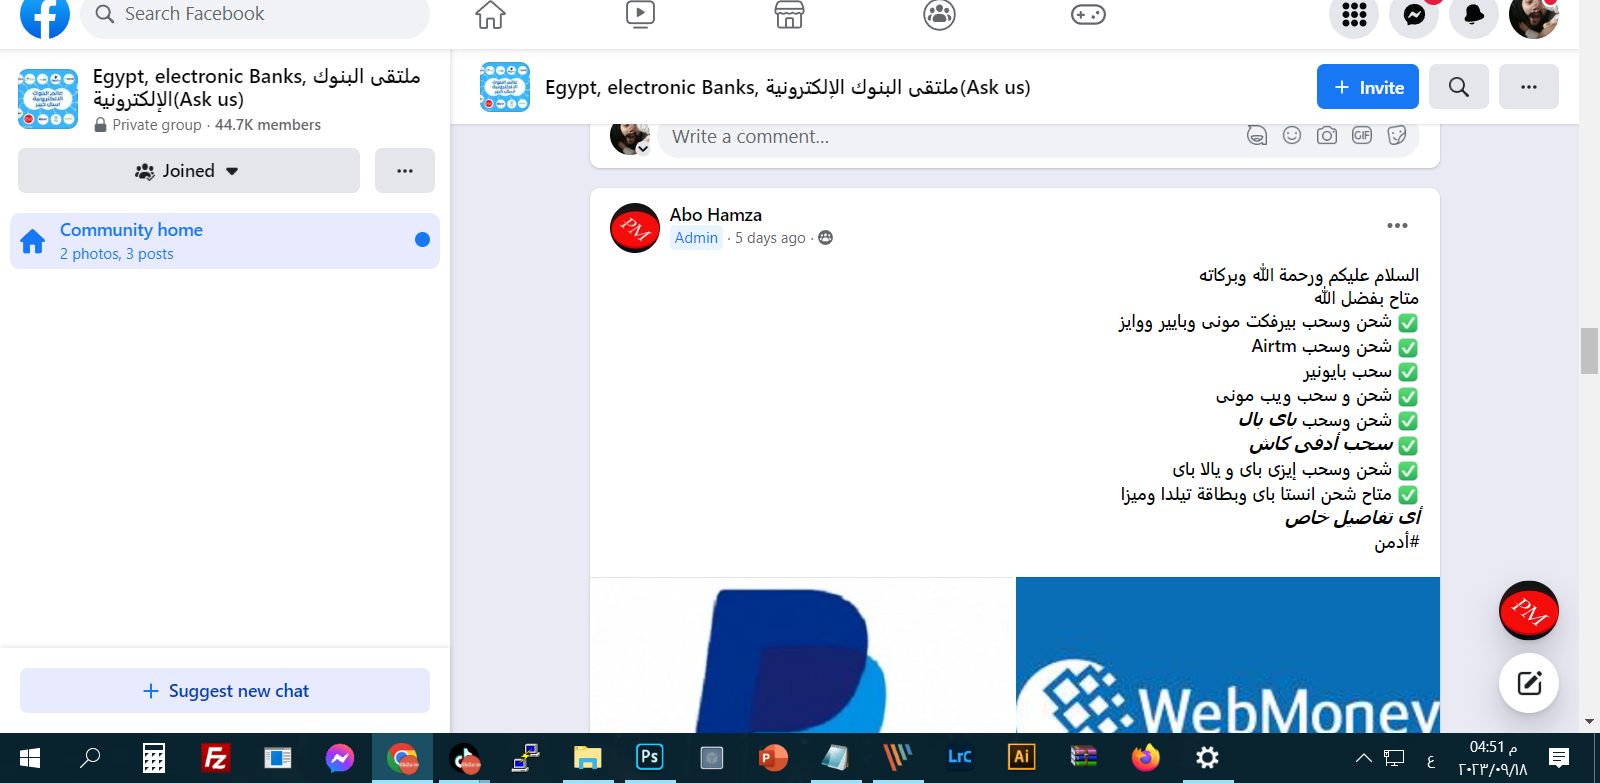 Search Facebook
Egypt, electronic Banks, ملتقى البنوك
الإلكترونية(Ask us)
Private group · 44.7K members
Joined
Community home
2 photos, 3 posts
Suggest new chat
Egypt, electronic Banks, ملتقى البنوك الإلكترونية(Ask us)
Invite
Write a comment...
GIF
PM
Abo Hamza
Admin · 5 days ago ·
السلام عليكم ورحمة الله وبركاته
متاح بفضل الله
✅ شحن وسحب بيرفكت مونى وبايير ووايز
✅ شحن وسحب Airtm
✅ سحب بايونير
✅ شحن و سحب ويب مونى
✅ شحن وسحب باى بال
✅ سحب أدفى كاش
✅ شحن وسحب إيزى باى و يالا باى
✅ متاح شحن انستا باى وبطاقة تيلدا وميزا
أى تفاصيل خاص
#أدمن
WebMoney
PM
Fz
Ps
P
LrC
Ai
ع
04:51 م
٢٠٢٣/٠٩/١٨